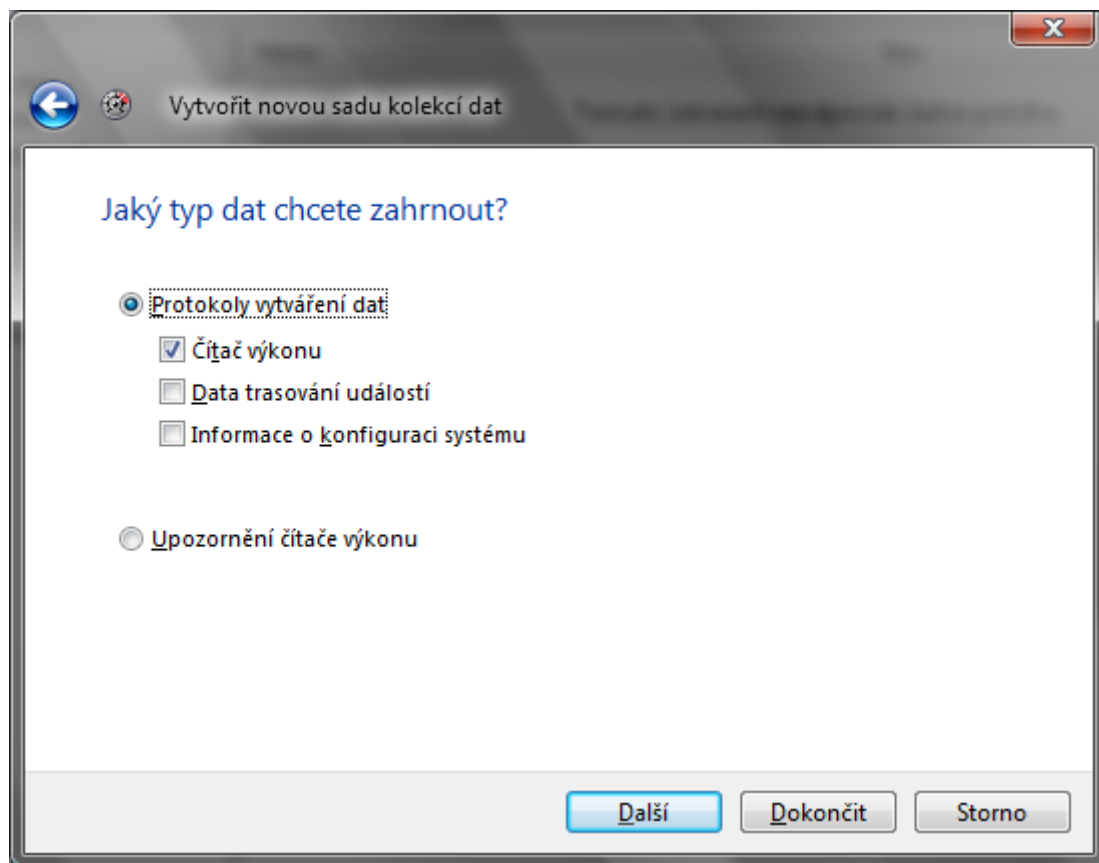 Vytvořit novou sadu kolekcí dat
Jaký typ dat chcete zahrnout?
Protokoly vytváření dat
Čítač výkonu
Data trasování událostí
Informace o konfiguraci systému
Upozornění čítače výkonu
Další
Dokončit
Storno